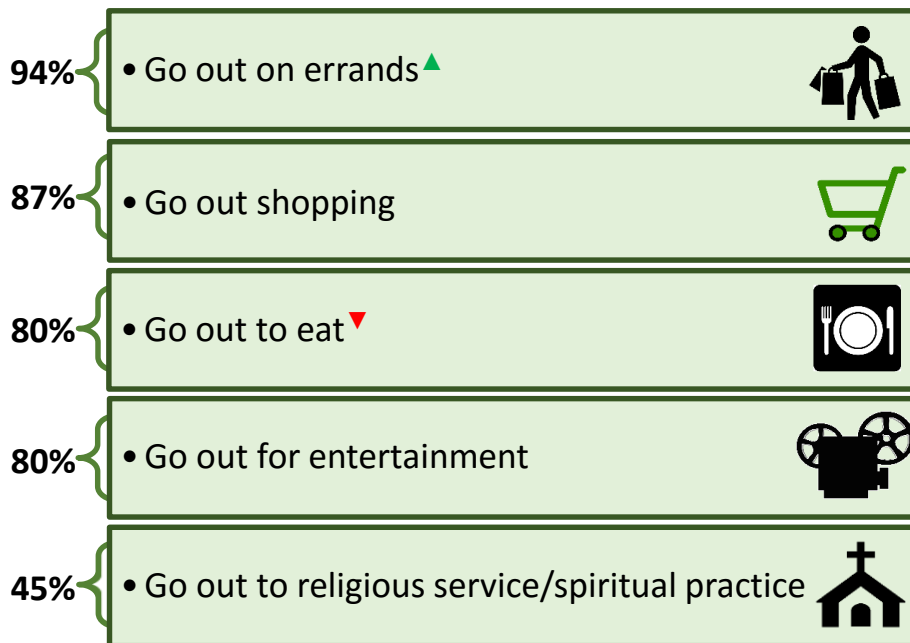 94% • Go out on errands▲
87% • Go out shopping
80% • Go out to eat▼
80% • Go out for entertainment
45% • Go out to religious service/spiritual practice